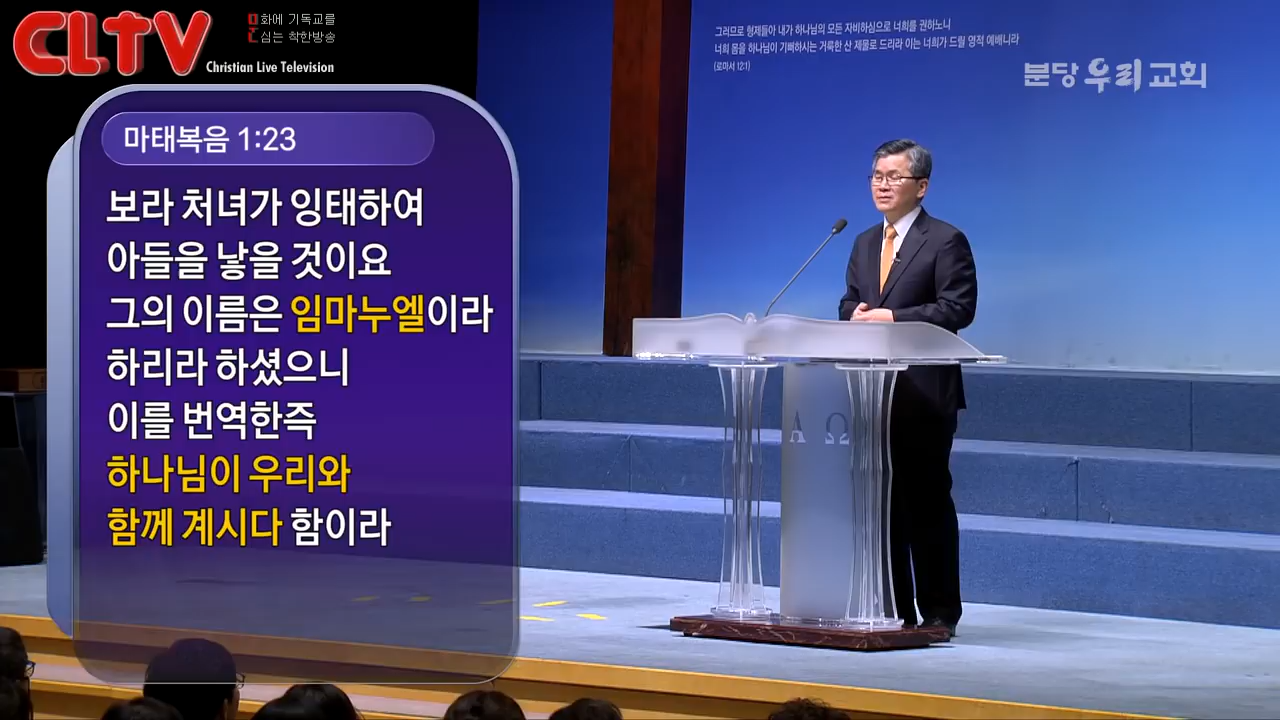 CLTV
문화에 기독교를
심는 착한방송
Christian Live Television
그러므로 형제들아 내가 하나님의 모든 자비하심으로 너희를 권하노니
너희 몸을 하나님이 기뻐하시는 거룩한 산 제물로 드리라 이는 너희가 드릴 영적 예배니라
(로마서 12:1)
분당우리교회
마태복음 1:23
보라 처녀가 잉태하여
아들을 낳을 것이요
그의 이름은 임마누엘이라
하리라 하셨으니
이를 번역한즉
하나님이 우리와
함께 계시다 함이라
Α Ω